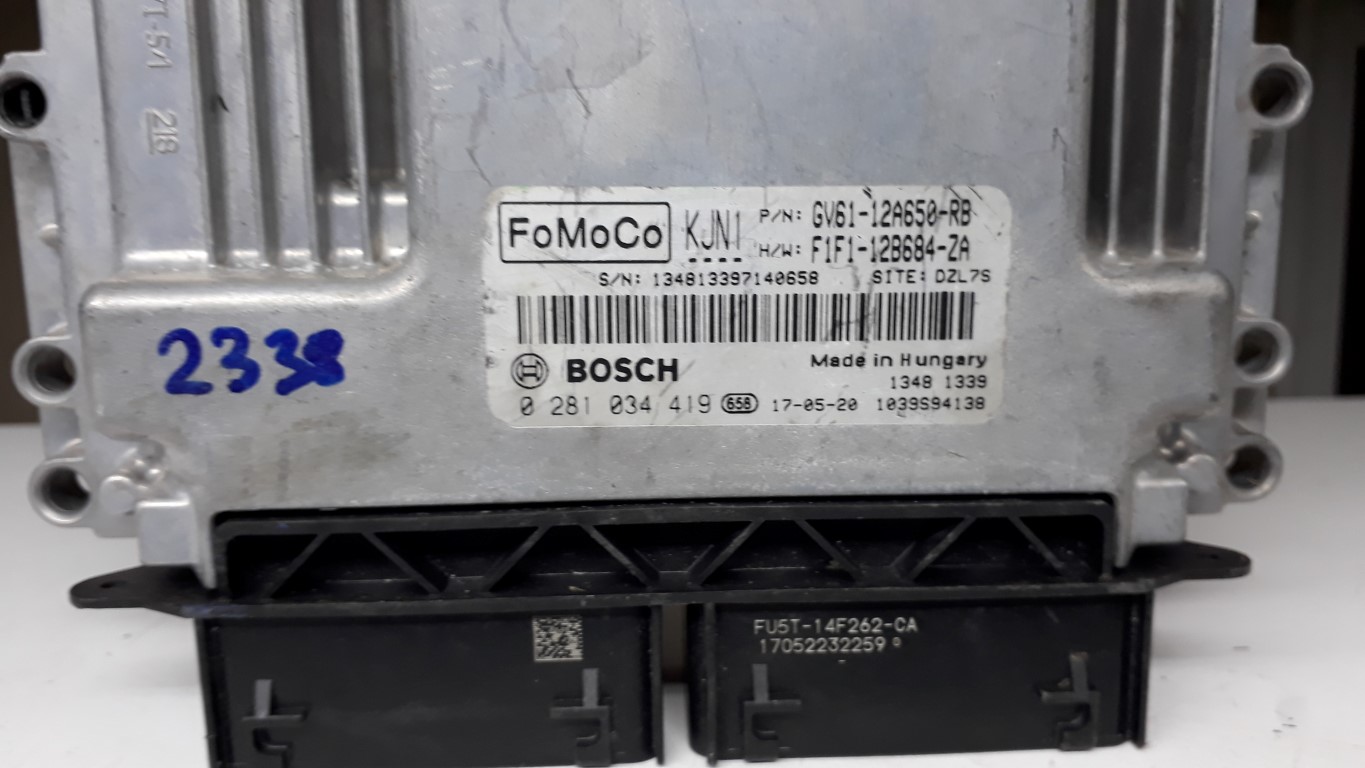 218
FoMoCo KJN1 P/N: GV61-12A650-RB
H/W: F1F1-12B684-ZA
S/N: 134813397140658 SITE: DZL7S
BOSCH Made in Hungary
1348 1339
0 281 034 419 658 17-05-20 1039S94138
2338
FU5T-14F262-CA
17052232259